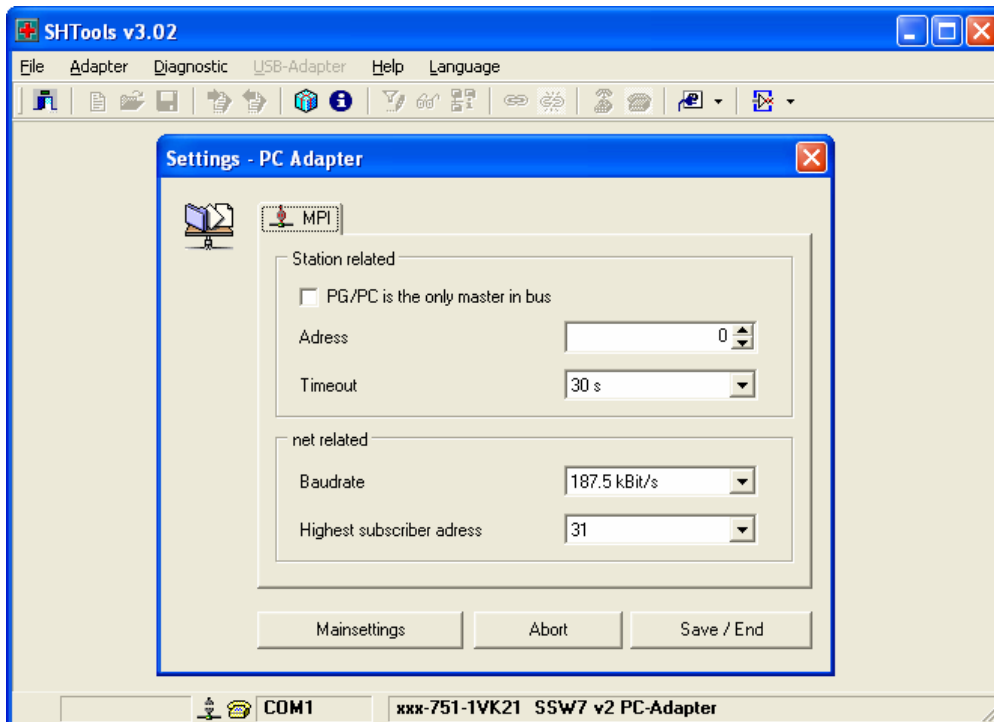 SHTools v3.02
File Adapter Diagnostic USB-Adapter Help Language
Settings - PC Adapter
MPI
Station related
PG/PC is the only master in bus
Adress 0
Timeout 30 s
net related
Baudrate 187.5 kBit/s
Highest subscriber adress 31
Mainsettings Abort Save / End
COM1 xxx-751-1VK21 SSW7 v2 PC-Adapter